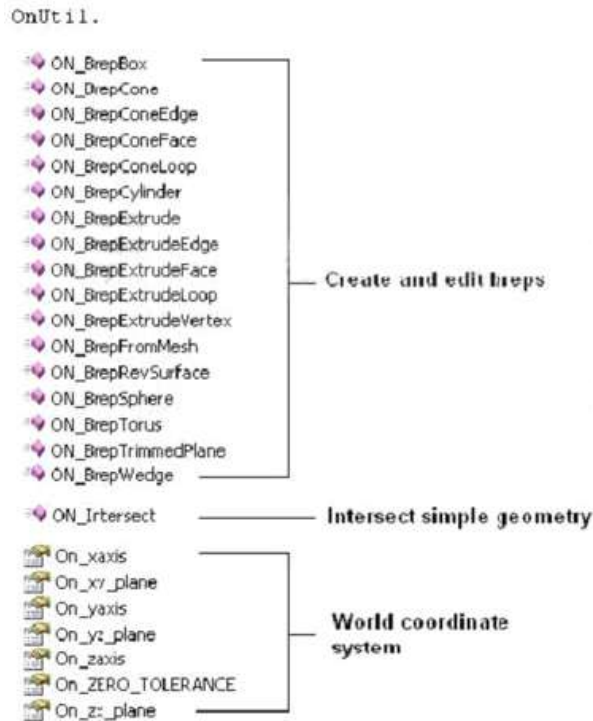 OnUtil.
ON_BrepBox
ON_BrepCone
ON_BrepConeEdge
ON_BrepConeFace
ON_BrepConeLoop
ON_BrepCylinder
ON_BrepExtrude
ON_BrepExtrudeEdge
ON_BrepExtrudeFace
ON_BrepExtrudeLoop
ON_BrepExtrudeVertex
ON_BrepFromMesh
ON_BrepRevSurface
ON_BrepSphere
ON_BrepTorus
ON_BrepTrimmedPlane
ON_BrepWedge
Create and edit breps
ON_Intersect
Intersect simple geometry
On_xaxis
On_xy_plane
On_yaxis
On_yz_plane
On_zaxis
On_ZERO_TOLERANCE
On_zx_plane
World coordinate
system